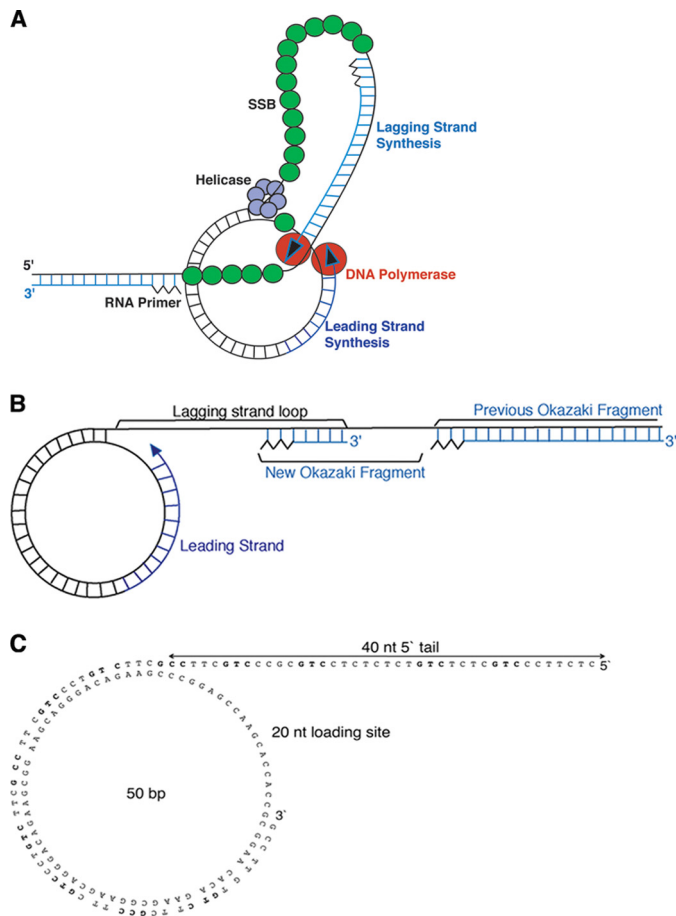 A
SSB
Lagging Strand
Synthesis
Helicase
5'
3'
RNA Primer
DNA Polymerase
Leading Strand
Synthesis
B
Lagging strand loop
Previous Okazaki Fragment
3'
3'
New Okazaki Fragment
Leading Strand
C
40 nt 5` tail
G C C T T C G T C C C G C G T C C T C T C T C T G T C T C T C G T C C C T T C T C 5`
20 nt loading site
50 bp
3`